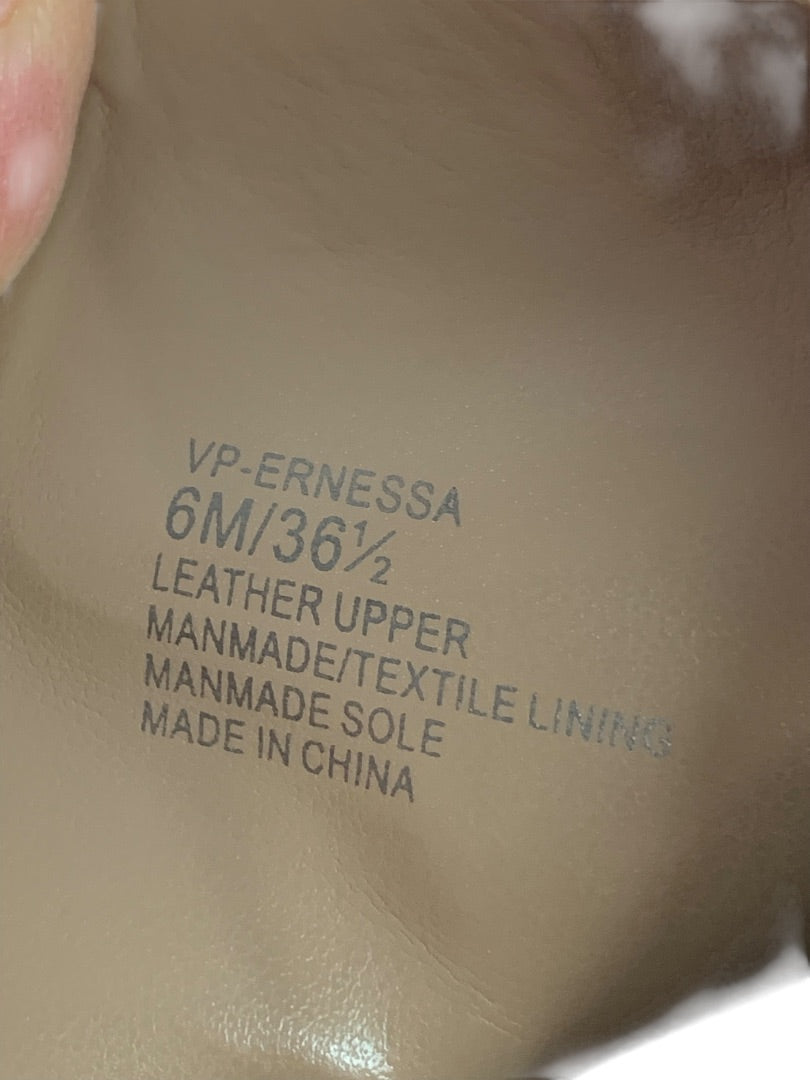 VP-ERNESSA
6M/36½
LEATHER UPPER
MANMADE/TEXTILE LINING
MANMADE SOLE
MADE IN CHINA